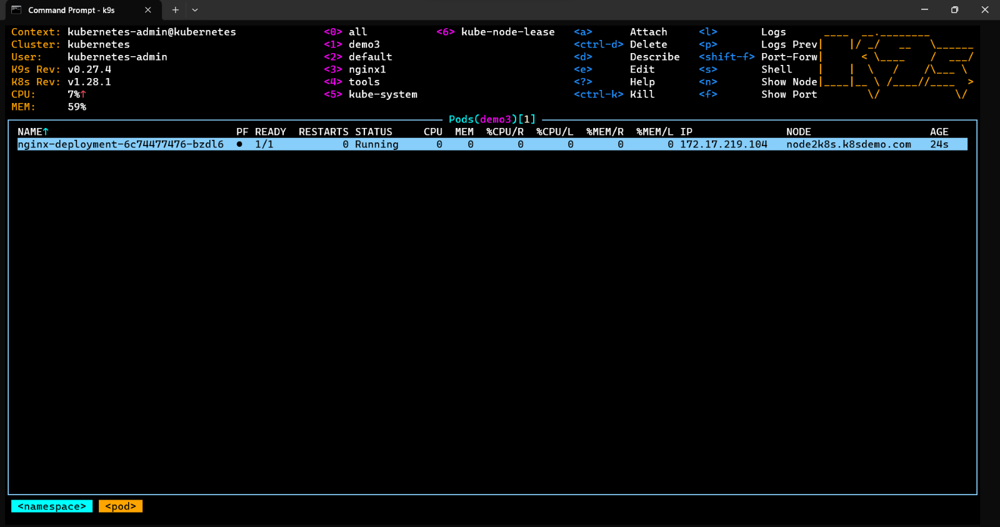 Command Prompt - k9s
Context: kubernetes-admin@kubernetes <0> all <6> kube-node-lease <a> Attach <l> Logs
Cluster: kubernetes <1> demo3 <ctrl-d> Delete <p> Logs Prev
User: kubernetes-admin <2> default <d> Describe <shift-f> Port-Forw
K9s Rev: v0.27.4 <3> nginx1 <e> Edit <s> Shell
K8s Rev: v1.28.1 <4> tools <?> Help <n> Show Node
CPU: 7%↑ <5> kube-system <ctrl-k> Kill <f> Show Port
MEM: 59%
Pods(demo3)[1]
NAME↑ PF READY RESTARTS STATUS CPU MEM %CPU/R %CPU/L %MEM/R %MEM/L IP NODE AGE
nginx-deployment-6c74477476-bzdl6 ● 1/1 0 Running 0 0 0 0 0 0 172.17.219.104 node2k8s.k8sdemo.com 24s
<namespace> <pod>